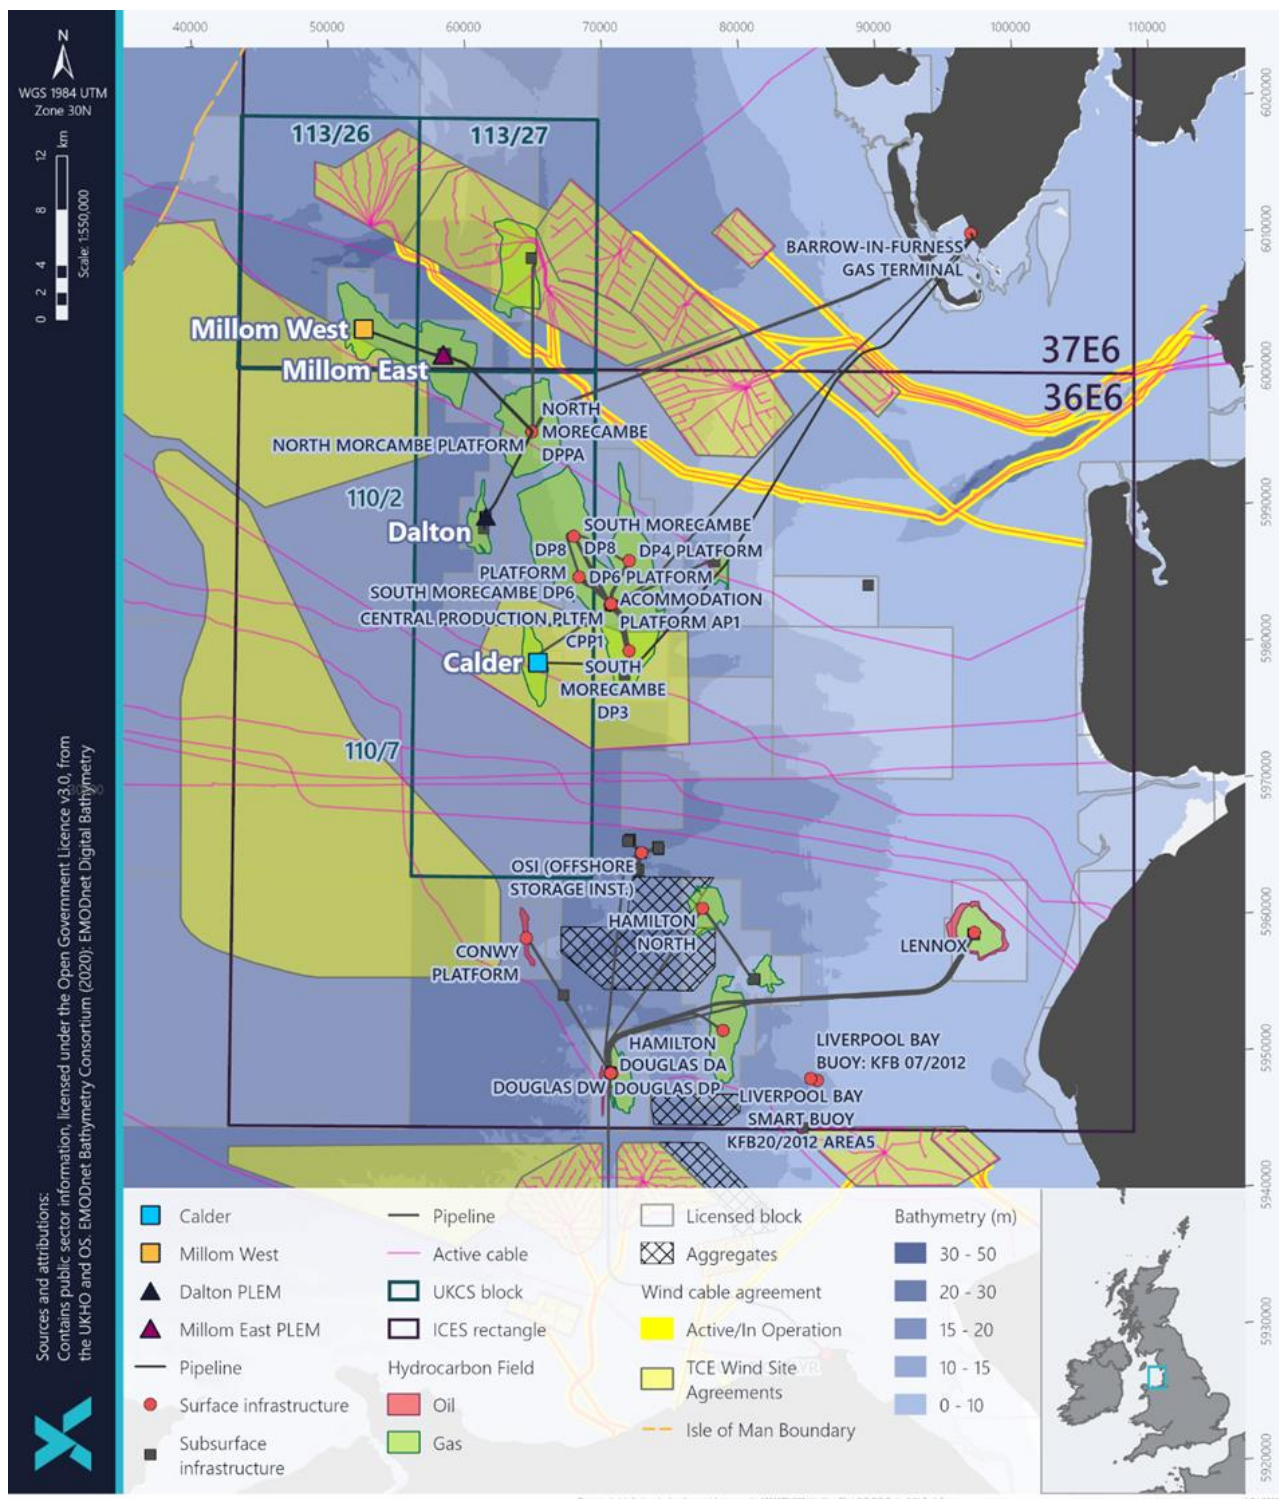 40000 50000 60000 70000 80000 90000 100000 110000
N
WGS 1984 UTM
Zone 30N
km
12
8
4
2
0
Scale: 1:550,000
6020000
6010000
6000000
5990000
5980000
5970000
5960000
5950000
5940000
5930000
5920000
113/26
113/27
BARROW-IN-FURNESS
GAS TERMINAL
Millom West
Millom East
37E6
36E6
NORTH
MORECAMBE
DPPA
NORTH MORCAMBE PLATFORM
110/2
Dalton
SOUTH MORECAMBE
DP8
DP8
PLATFORM
DP4 PLATFORM
DP6 PLATFORM
SOUTH MORECAMBE DP6
ACOMMODATION
PLATFORM AP1
CENTRAL PRODUCTION PLTFM
CPP1
Calder
SOUTH
MORECAMBE
DP3
110/7
OSI (OFFSHORE
STORAGE INST.)
HAMILTON
NORTH
LENNOX
CONWY
PLATFORM
HAMILTON
DOUGLAS DA
DOUGLAS DW
DOUGLAS DP
LIVERPOOL BAY
BUOY: KFB 07/2012
LIVERPOOL BAY
SMART BUOY
KFB20/2012 AREA5
Sources and attributions:
Contains public sector information, licensed under the Open Government Licence v3.0, from
the UKHO and OS. EMODnet Bathymetry Consortium (2020): EMODnet Digital Bathymetry
Calder
Millom West
Dalton PLEM
Millom East PLEM
Pipeline
Surface infrastructure
Subsurface
infrastructure
Pipeline
Active cable
UKCS block
ICES rectangle
Hydrocarbon Field
Oil
Gas
Licensed block
Aggregates
Wind cable agreement
Active/In Operation
TCE Wind Site
Agreements
Isle of Man Boundary
Bathymetry (m)
30 - 50
20 - 30
15 - 20
10 - 15
0 - 10